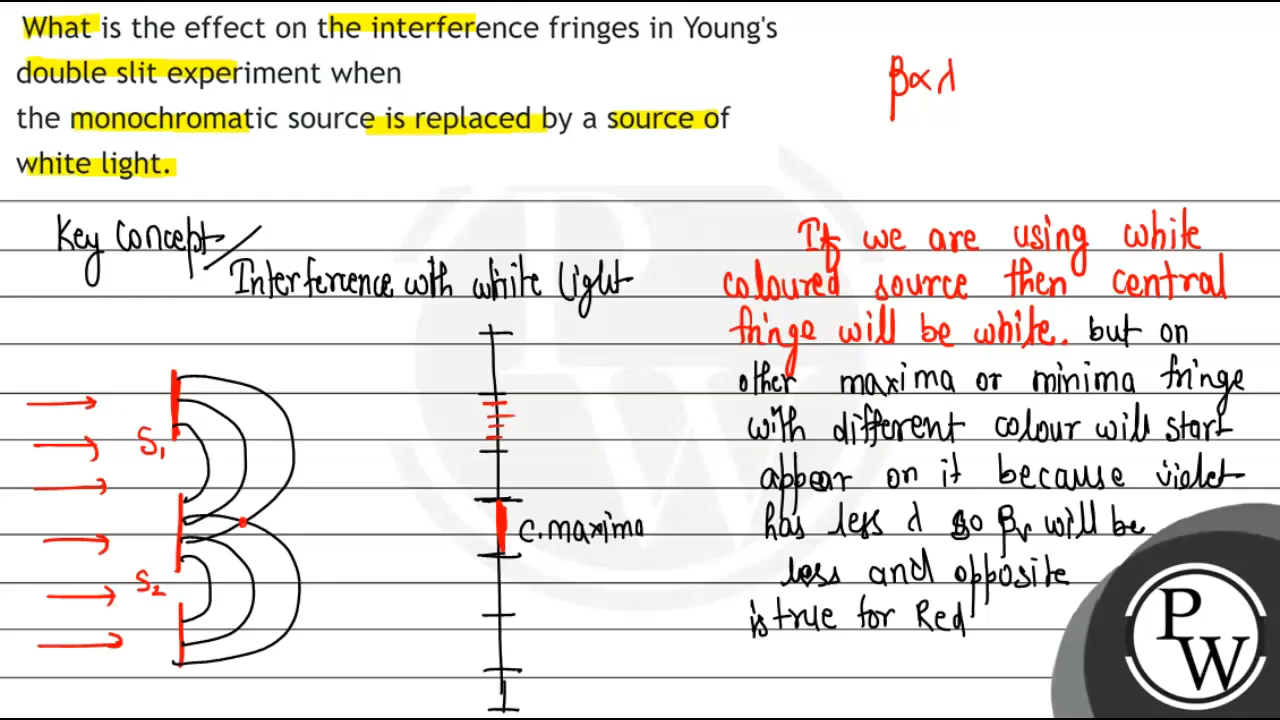 What is the effect on the interference fringes in Young's
double slit experiment when
the monochromatic source is replaced by a source of
white light.
β∝λ
Key Concept
Interference with white light
S₁
S₂
C. maxima
If we are using white
coloured source then central
fringe will be white. but on
other maxima or minima fringe
with different colour will start
appear on it because violet
has less λ so βv will be
less and opposite
is true for Red
P
W
PW